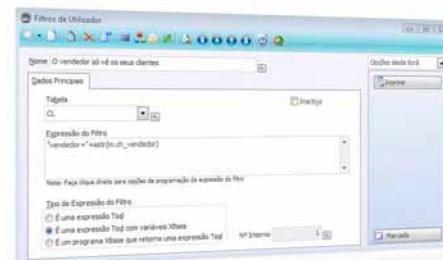 Filtros de Utilizador
Nome O vendedor só vê os seus clientes
Opções deste Ecrã
Dados Principais
Imprimir
Tabela
Inactivo
CL
Expressão do Filtro
"vendedor="+astr(m.ch_vendedor)
Nota: Faça clique direito para opções de programação da expressão do filtro
Tipo de Expressão do Filtro
É uma expressão Tsql
É uma expressão Tsql com variáveis XBase
É um programa XBase que retorna uma expressão Tsql
Nº Interno 1
Marcada